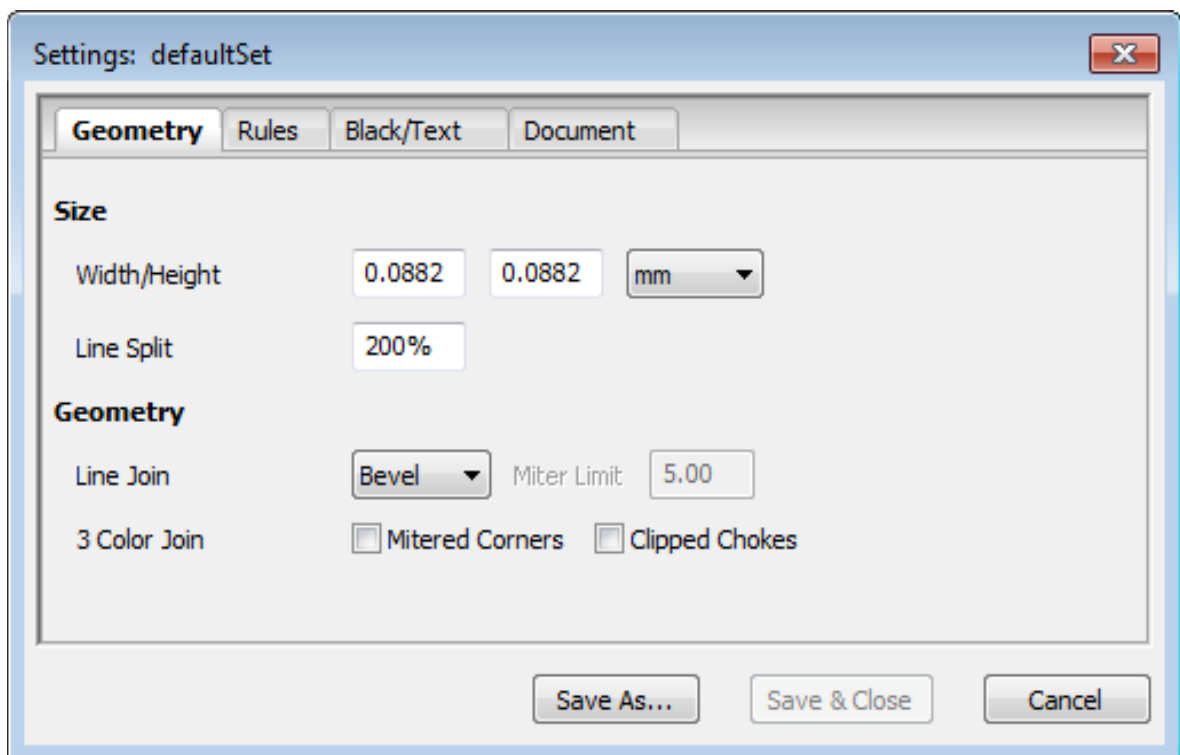 Settings: defaultSet
Geometry Rules Black/Text Document
Size
Width/Height 0.0882 0.0882 mm
Line Split 200%
Geometry
Line Join Bevel Miter Limit 5.00
3 Color Join Mitered Corners Clipped Chokes
Save As... Save & Close Cancel